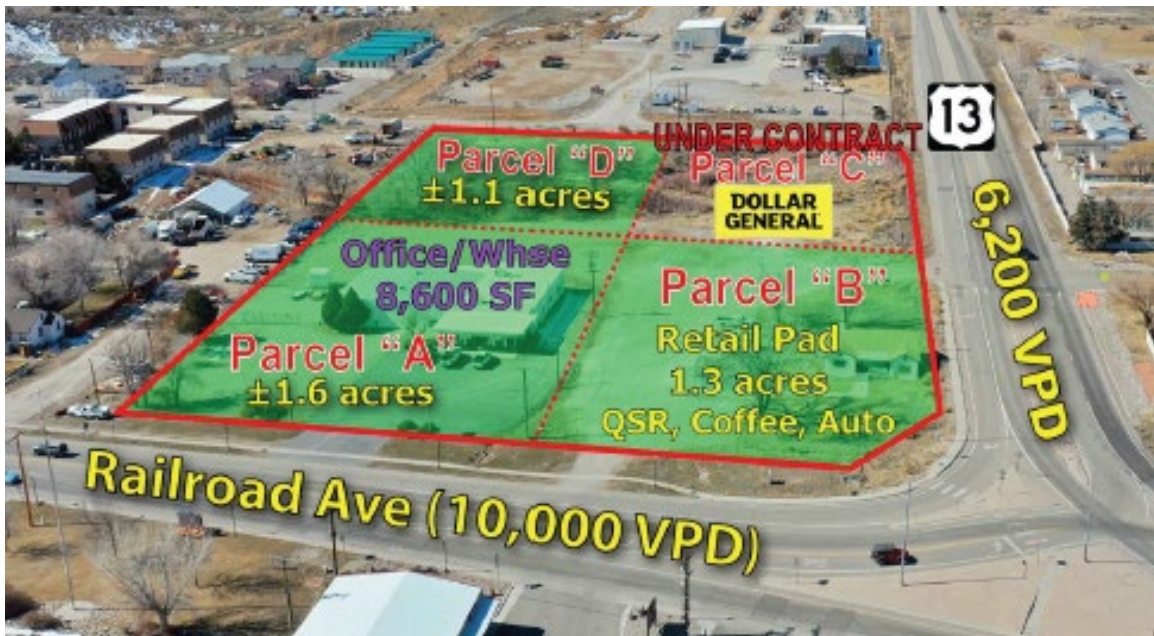 UNDER CONTRACT
13
Parcel “D”
±1.1 acres
Parcel “C”
DOLLAR
GENERAL
6,200 VPD
Office/Whse
8,600 SF
Parcel “A”
±1.6 acres
Parcel “B”
Retail Pad
1.3 acres
QSR, Coffee, Auto
Railroad Ave (10,000 VPD)